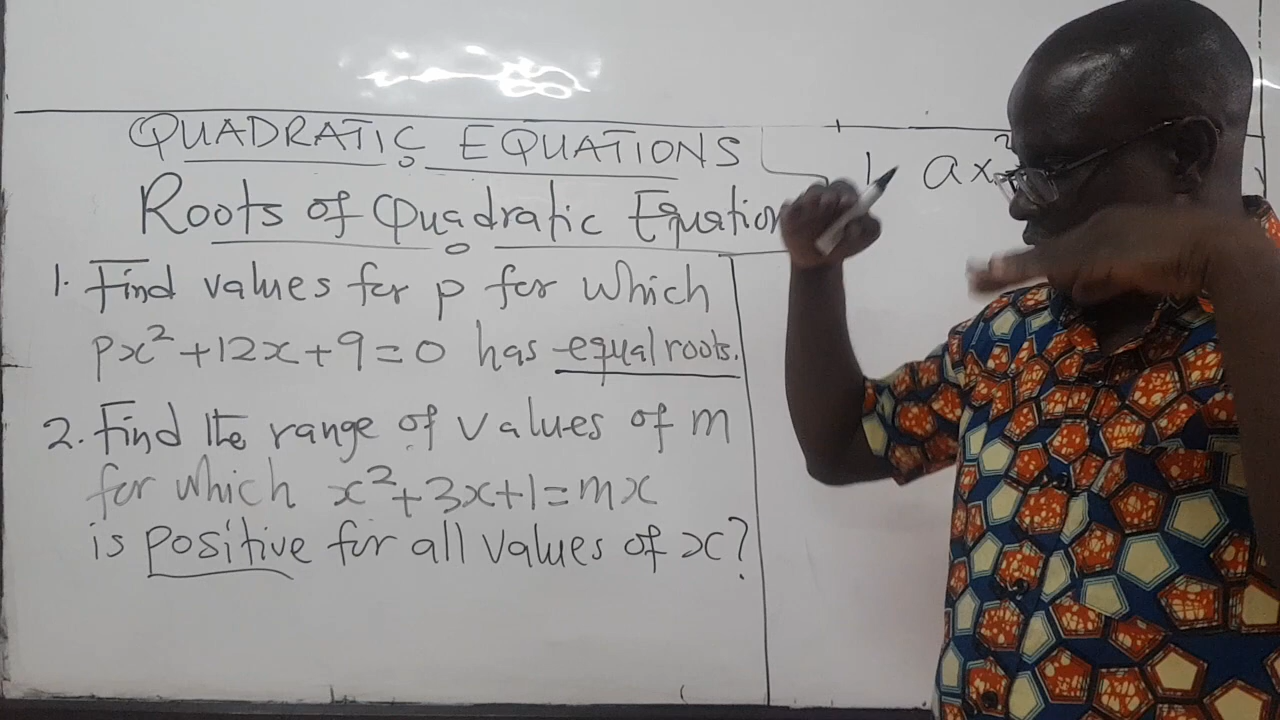 QUADRATIC EQUATIONS
Roots of Quadratic Equation
1. Find values for p for which
px²+12x+9=0 has equal roots.
2. Find the range of values of m
for which x²+3x+1=mx
is positive for all values of x?
1. ax²